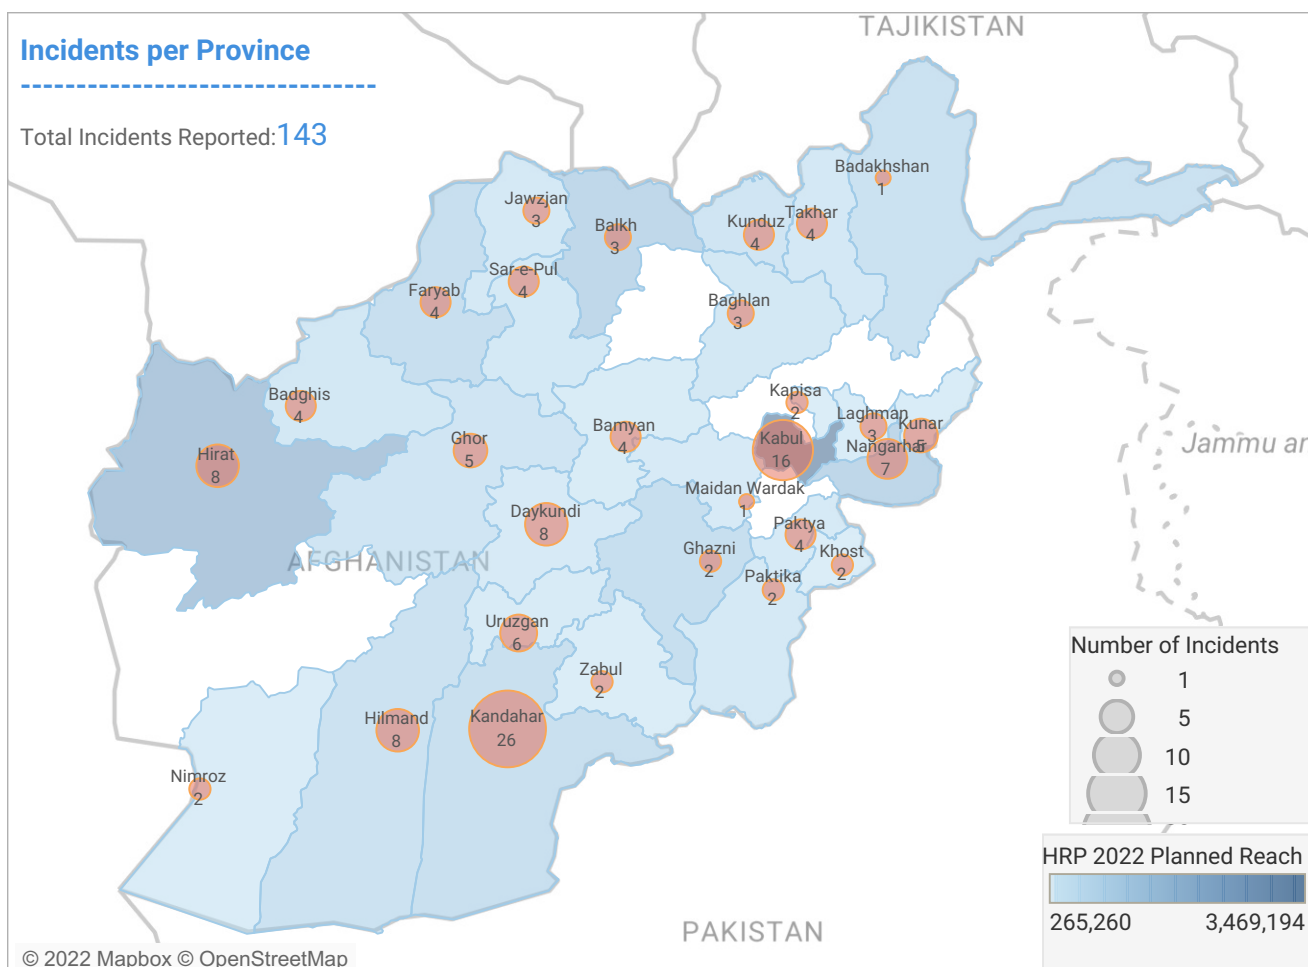 TAJIKISTAN
Incidents per Province
Total Incidents Reported:143
Badakhshan
1
Jawzjan
3
Balkh
3
Kunduz
4
Takhar
4
Sar-e-Pul
4
Faryab
4
Baghlan
3
Badghis
4
Kapisa
2
Laghman
3
Kunar
5
Hirat
8
Ghor
5
Bamyan
4
Kabul
16
Nangarhar
7
Jammu an
Maidan Wardak
1
Daykundi
8
Paktya
4
Ghazni
2
Khost
2
AFGHANISTAN
Paktika
2
Uruzgan
6
Zabul
2
Hilmand
8
Kandahar
26
Nimroz
2
Number of Incidents
1
5
10
15
HRP 2022 Planned Reach
265,260 3,469,194
PAKISTAN
© 2022 Mapbox © OpenStreetMap